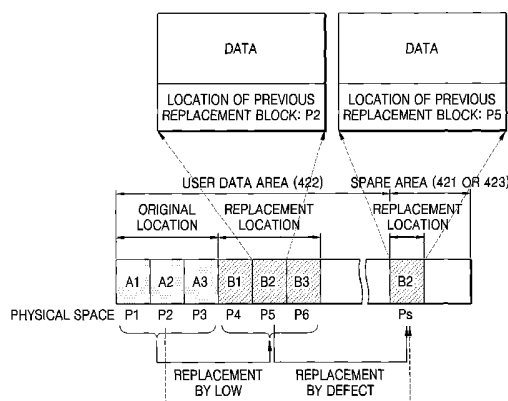 DATA
LOCATION OF PREVIOUS
REPLACEMENT BLOCK: P2
DATA
LOCATION OF PREVIOUS
REPLACEMENT BLOCK: P5
USER DATA AREA (422)
SPARE AREA (421 OR 423)
ORIGINAL
LOCATION
REPLACEMENT
LOCATION
REPLACEMENT
LOCATION
A1 A2 A3 B1 B2 B3 B2
PHYSICAL SPACE P1 P2 P3 P4 P5 P6 Ps
REPLACEMENT
BY LOW
REPLACEMENT
BY DEFECT